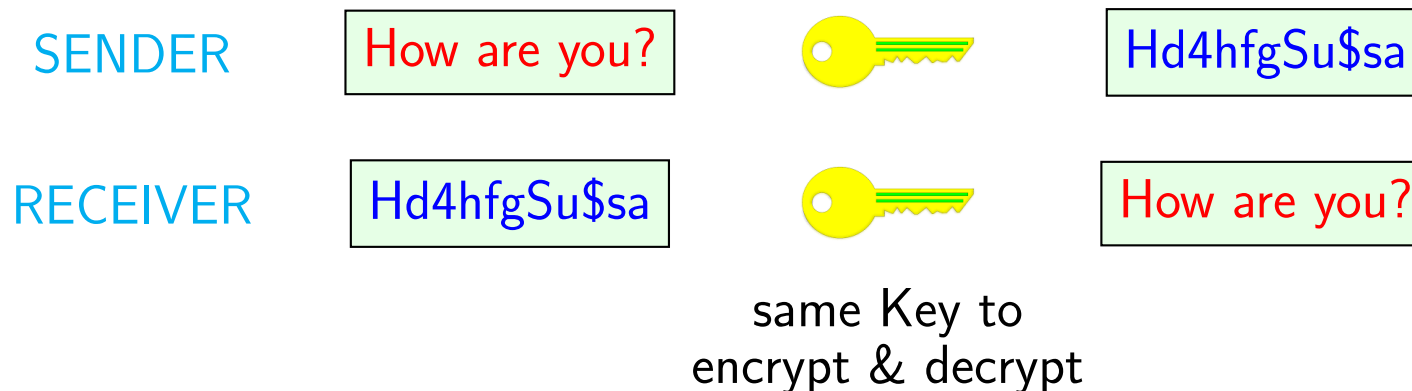 SENDER How are you? Hd4hfgSu$sa
RECEIVER Hd4hfgSu$sa How are you?
same Key to
encrypt & decrypt